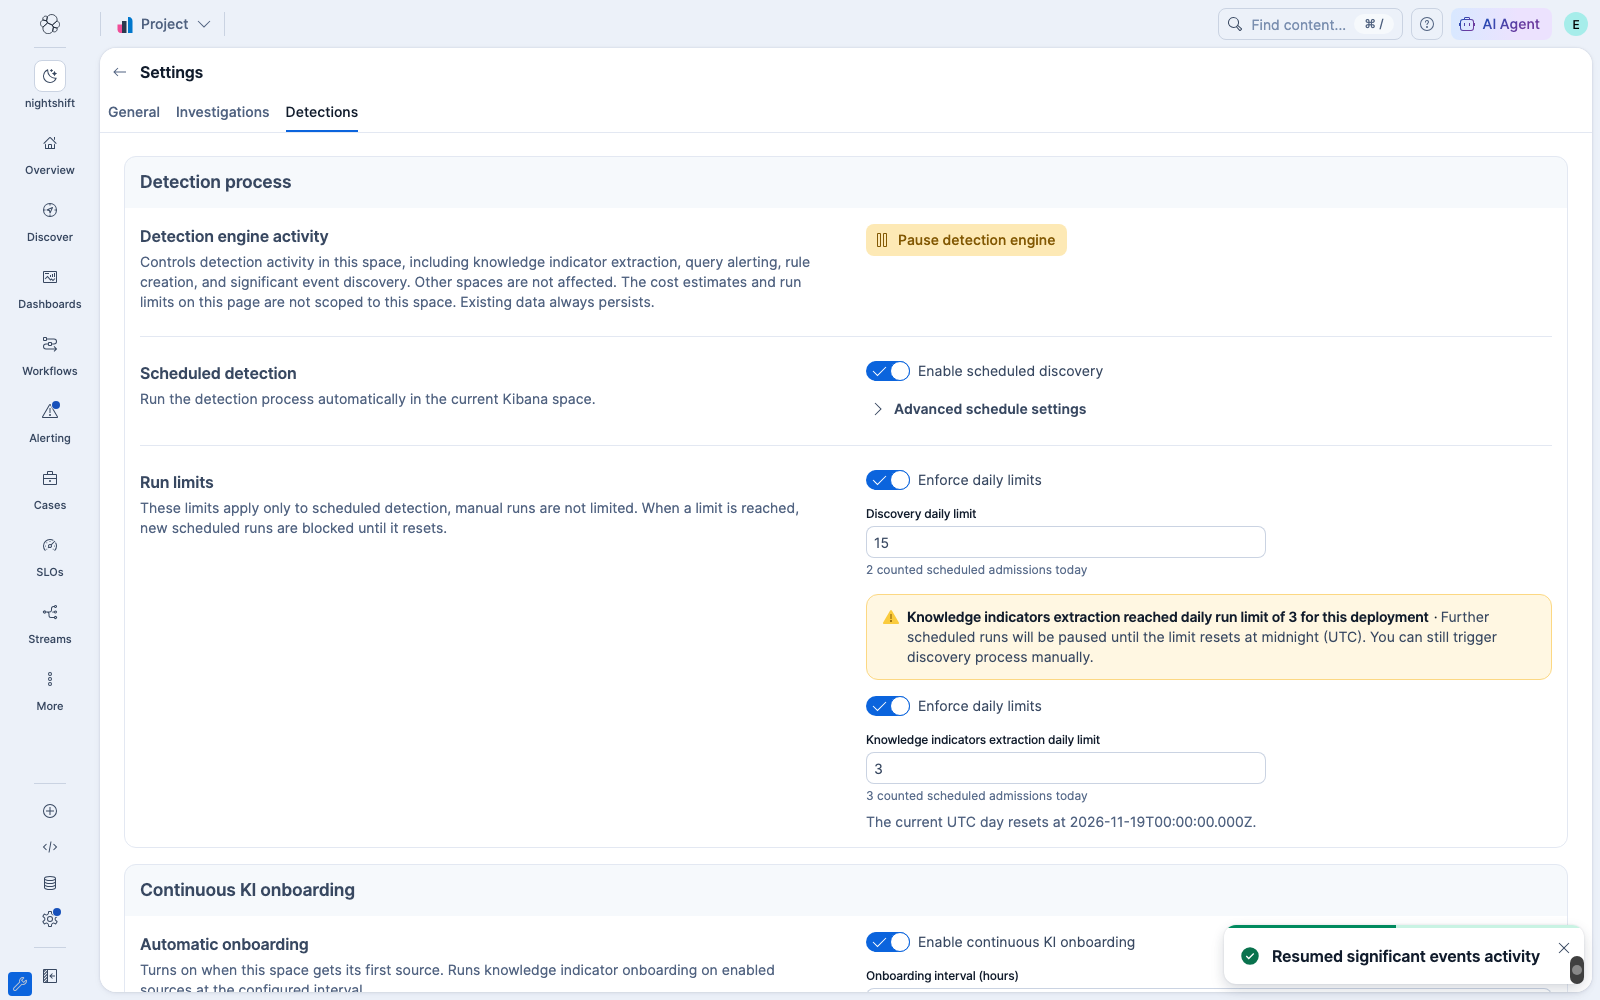 Project
Find content...
⌘ /
AI Agent
E
nightshift
Overview
Discover
Dashboards
Workflows
Alerting
Cases
SLOs
Streams
More
Settings
General
Investigations
Detections
Detection process
Detection engine activity
Controls detection activity in this space, including knowledge indicator extraction, query alerting, rule
creation, and significant event discovery. Other spaces are not affected. The cost estimates and run
limits on this page are not scoped to this space. Existing data always persists.
Pause detection engine
Scheduled detection
Run the detection process automatically in the current Kibana space.
Enable scheduled discovery
Advanced schedule settings
Run limits
These limits apply only to scheduled detection, manual runs are not limited. When a limit is reached,
new scheduled runs are blocked until it resets.
Enforce daily limits
Discovery daily limit
15
2 counted scheduled admissions today
Knowledge indicators extraction reached daily run limit of 3 for this deployment · Further
scheduled runs will be paused until the limit resets at midnight (UTC). You can still trigger
discovery process manually.
Enforce daily limits
Knowledge indicators extraction daily limit
3
3 counted scheduled admissions today
The current UTC day resets at 2026-11-19T00:00:00.000Z.
Continuous KI onboarding
Automatic onboarding
Turns on when this space gets its first source. Runs knowledge indicator onboarding on enabled
sources at the configured interval.
Enable continuous KI onboarding
Onboarding interval (hours)
Resumed significant events activity